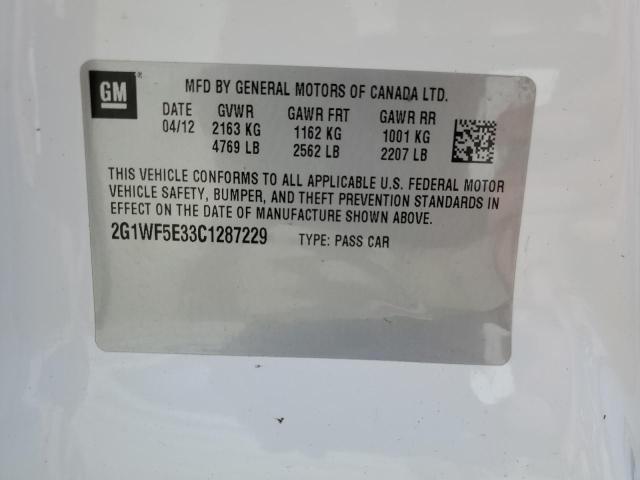 GM
MFD BY GENERAL MOTORS OF CANADA LTD.
DATE GVWR GAWR FRT GAWR RR
04/12 2163 KG 1162 KG 1001 KG
4769 LB 2562 LB 2207 LB
THIS VEHICLE CONFORMS TO ALL APPLICABLE U.S. FEDERAL MOTOR
VEHICLE SAFETY, BUMPER, AND THEFT PREVENTION STANDARDS IN
EFFECT ON THE DATE OF MANUFACTURE SHOWN ABOVE.
2G1WF5E33C1287229 TYPE: PASS CAR